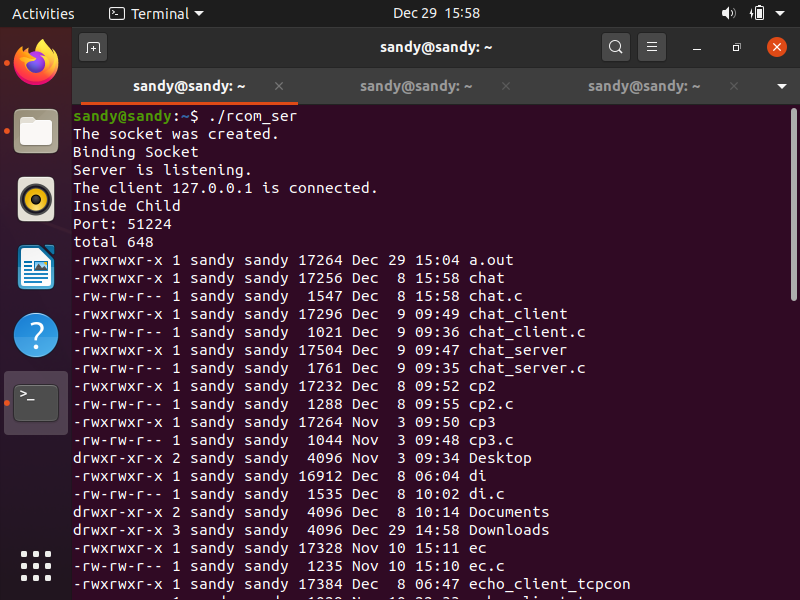 Activities Terminal Dec 29 15:58
sandy@sandy: ~
sandy@sandy: ~ sandy@sandy: ~ sandy@sandy: ~
sandy@sandy:~$ ./rcom_ser
The socket was created.
Binding Socket
Server is listening.
The client 127.0.0.1 is connected.
Inside Child
Port: 51224
total 648
-rwxrwxr-x 1 sandy sandy 17264 Dec 29 15:04 a.out
-rwxrwxr-x 1 sandy sandy 17256 Dec  8 15:58 chat
-rw-rw-r-- 1 sandy sandy  1547 Dec  8 15:58 chat.c
-rwxrwxr-x 1 sandy sandy 17296 Dec  9 09:49 chat_client
-rw-rw-r-- 1 sandy sandy  1021 Dec  9 09:36 chat_client.c
-rwxrwxr-x 1 sandy sandy 17504 Dec  9 09:47 chat_server
-rw-rw-r-- 1 sandy sandy  1761 Dec  9 09:35 chat_server.c
-rwxrwxr-x 1 sandy sandy 17232 Dec  8 09:52 cp2
-rw-rw-r-- 1 sandy sandy  1288 Dec  8 09:55 cp2.c
-rwxrwxr-x 1 sandy sandy 17264 Nov  3 09:50 cp3
-rw-rw-r-- 1 sandy sandy  1044 Nov  3 09:48 cp3.c
drwxr-xr-x 2 sandy sandy  4096 Nov  3 09:34 Desktop
-rwxrwxr-x 1 sandy sandy 16912 Dec  8 06:04 di
-rw-rw-r-- 1 sandy sandy  1535 Dec  8 10:02 di.c
drwxr-xr-x 2 sandy sandy  4096 Dec  8 10:14 Documents
drwxr-xr-x 3 sandy sandy  4096 Dec 29 14:58 Downloads
-rwxrwxr-x 1 sandy sandy 17328 Nov 10 15:11 ec
-rw-rw-r-- 1 sandy sandy  1235 Nov 10 15:10 ec.c
-rwxrwxr-x 1 sandy sandy 17384 Dec  8 06:47 echo_client_tcpcon